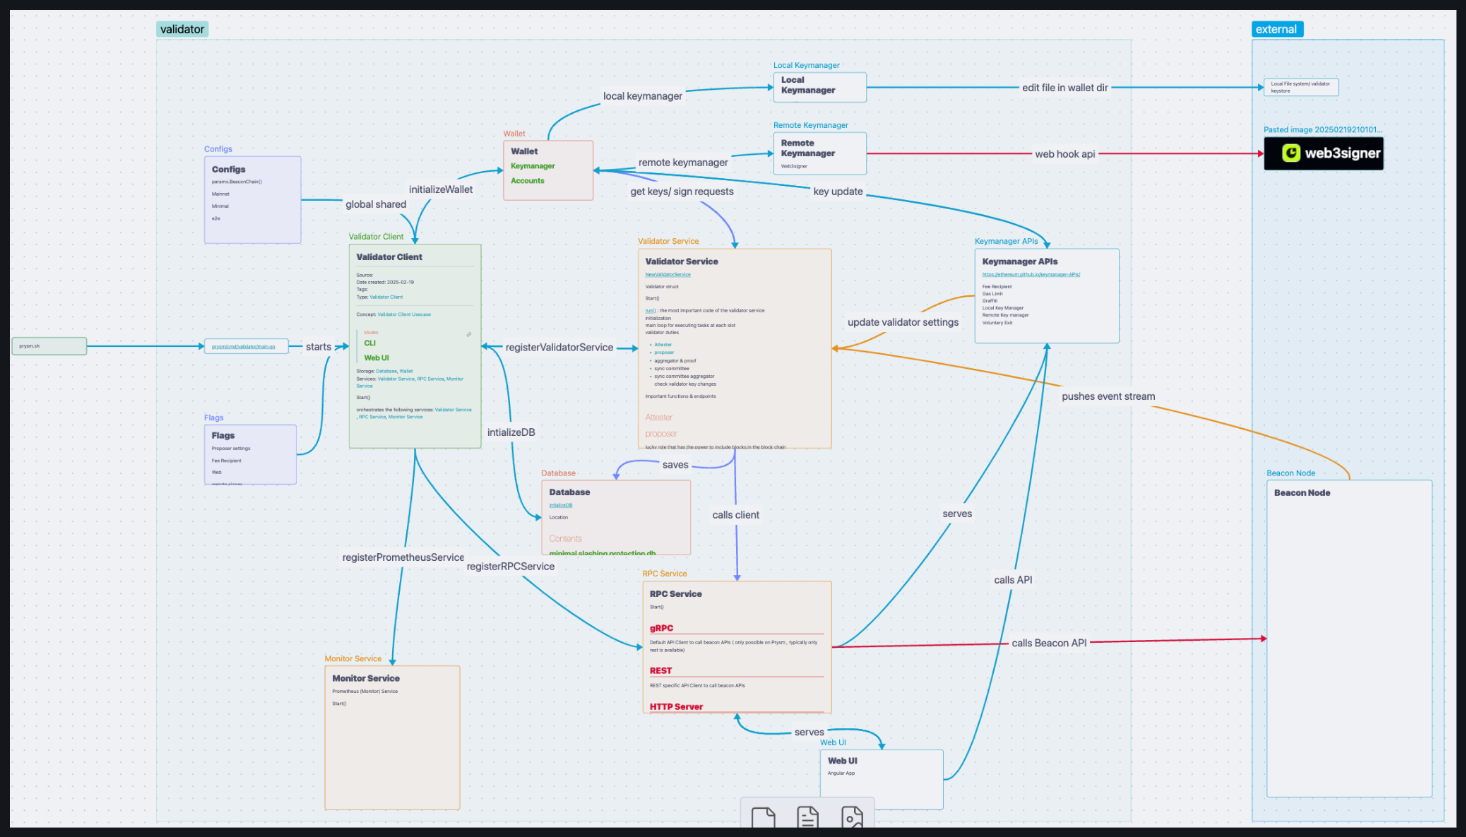 validator
external
Local Keymanager
Local
Keymanager
local keymanager
edit file in wallet dir
Local File system/ validator
keystore
Remote Keymanager
Remote
Keymanager
Web3signer
remote keymanager
web hook api
Pasted image 20250219210101...
web3signer
Wallet
Wallet
Keymanager
Accounts
Configs
Configs
params.BeaconChain()
Mainnet
Minimal
e2e
global shared
initializeWallet
get keys/ sign requests
key update
Validator Client
Validator Client
Source:
Date created: 2025-02-19
Tags:
Type: Validator Client
Concept: Validator Client Usecase
Modes
CLI
Web UI
Storage: Database, Wallet
Services: Validator Service, RPC Service, Monitor
Service
Start()
orchestrates the following services: Validator Service
, RPC Service, Monitor Service
Validator Service
Validator Service
NewValidatorService
Validator struct
Start()
run() : the most important code of the validator service
initialization
main loop for executing tasks at each slot
validator duties
• Attester
• proposer
• aggregator & proof
• sync committee
• sync committee aggregator
check validator key changes
Important functions & endpoints
Attester
proposer
lucky role that has the power to include blocks in the block chain
Keymanager APIs
Keymanager APIs
https://ethereum.github.io/keymanager-APIs/
Fee Recipient
Gas Limit
Graffiti
Local Key Manager
Remote Key manager
Voluntary Exit
update validator settings
prysm.sh
starts
registerValidatorService
pushes event stream
Flags
Flags
Proposer settings
Fee Recipient
Web
intializeDB
saves
Database
Database
Location
Contents
minimal slashing protection db
calls client
serves
Beacon Node
Beacon Node
registerPrometheusService
registerRPCService
RPC Service
RPC Service
Start()
gRPC
Default API Client to call beacon APIs ( only possible on Prysm , typically only
rest is available)
REST
REST specific API Client to call beacon APIs
HTTP Server
calls API
calls Beacon API
Monitor Service
Monitor Service
Prometheus (Monitor) Service
Start()
serves
Web UI
Web UI
Angular App